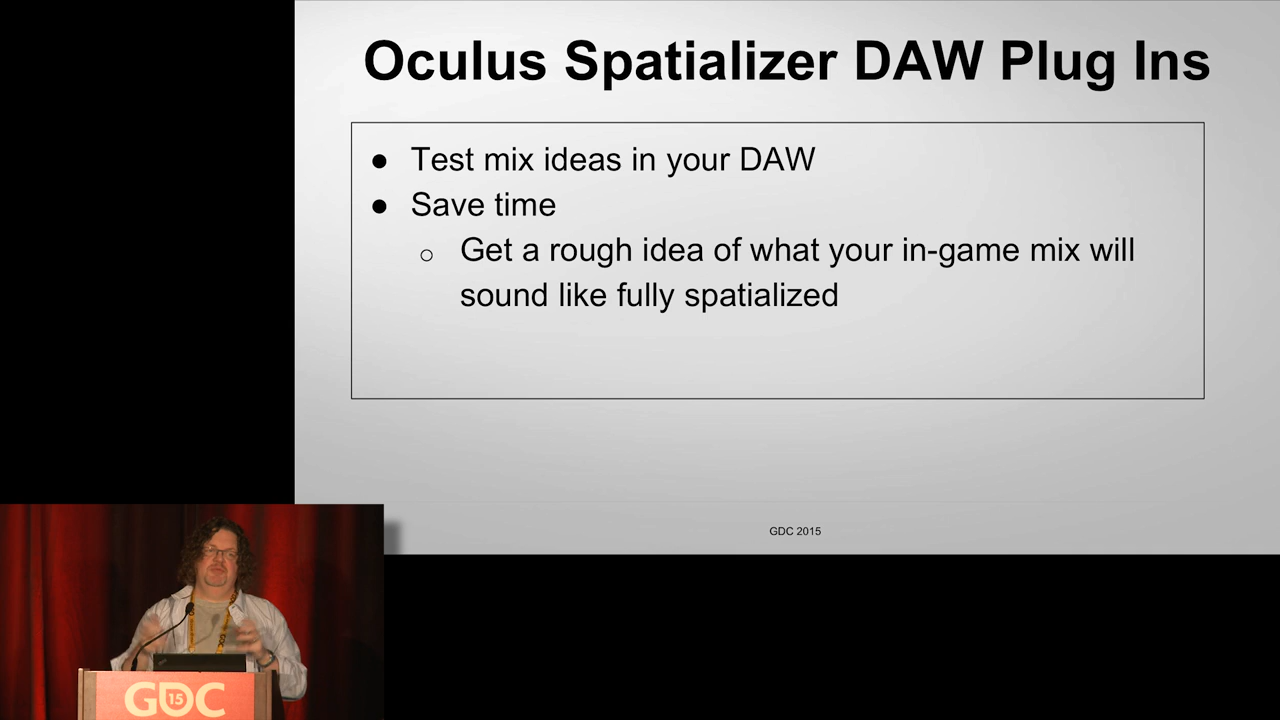 Oculus Spatializer DAW Plug Ins
● Test mix ideas in your DAW
● Save time
○ Get a rough idea of what your in-game mix will
sound like fully spatialized
GDC 2015
GDC
15